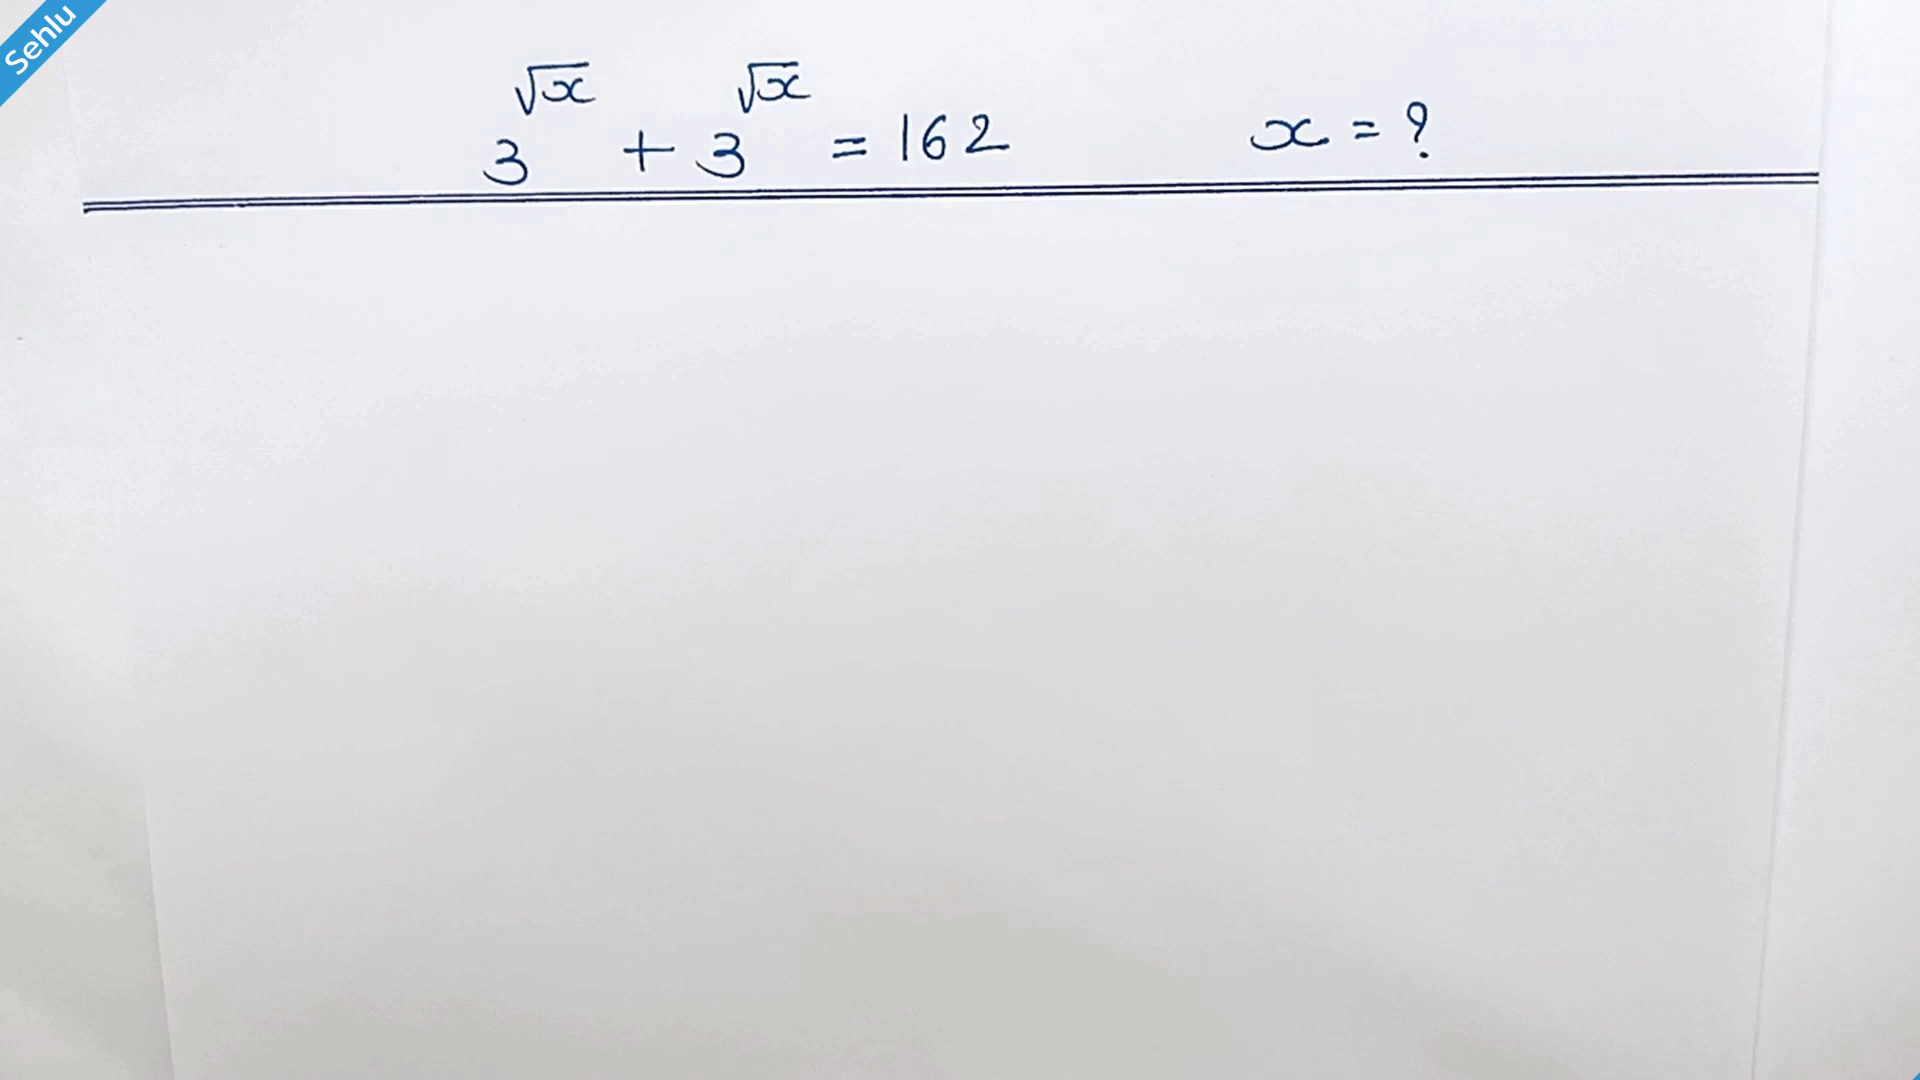 Sehlu
3^√x + 3^√x = 162 x = ?